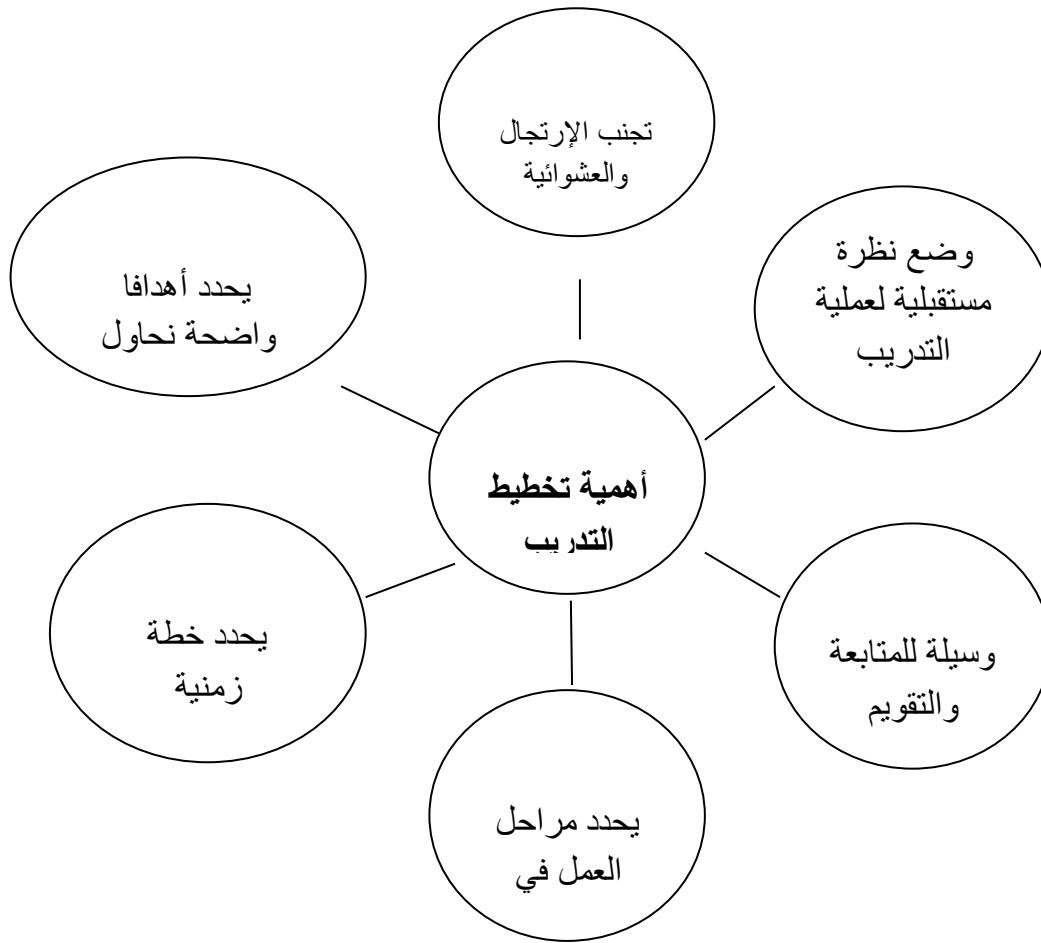 تجنب الإرتجال
والعشوائية
وضع نظرة
مستقبلية لعملية
التدريب
يحدد أهدافا
واضحة نحاول
أهمية تخطيط
التدريب
يحدد خطة
زمنية
وسيلة للمتابعة
والتقويم
يحدد مراحل
العمل في